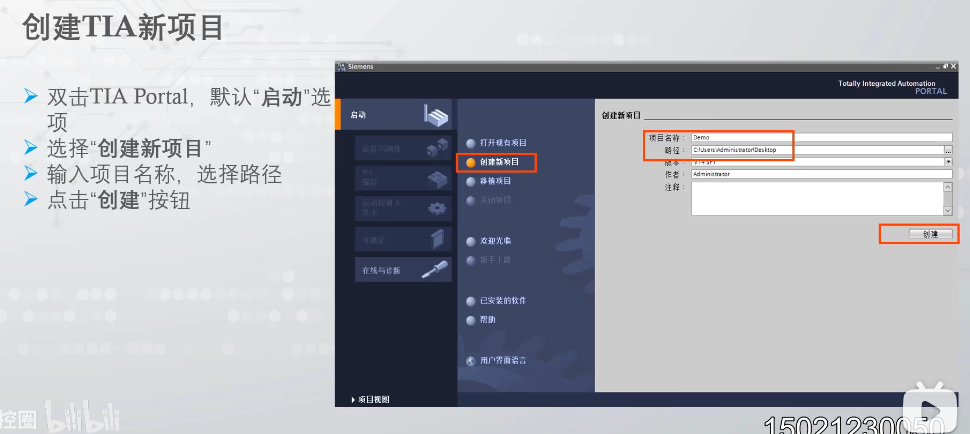 创建TIA新项目
双击TIA Portal，默认“启动”选
项
选择“创建新项目”
输入项目名称，选择路径
点击“创建”按钮
Siemens
Totally Integrated Automation
PORTAL
启动
设备与网络
PLC
编程
运动控制 &
技术
可视化
在线与诊断
项目视图
打开现有项目
创建新项目
移植项目
关闭项目
欢迎光临
新手上路
已安装的软件
帮助
用户界面语言
创建新项目
项目名称： Demo
路径： C:\Users\Administrator\Desktop
版本：
作者： Administrator
注释：
创建
控圈 bilibili
15021230050